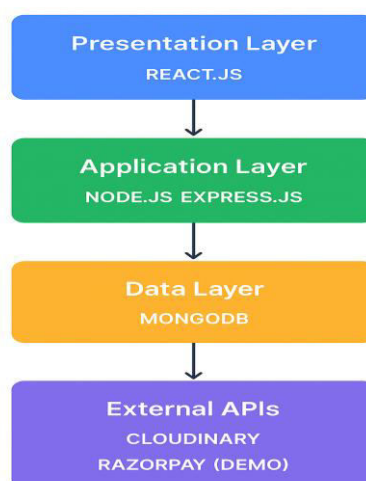 Presentation Layer
REACT.JS
Application Layer
NODE.JS EXPRESS.JS
Data Layer
MONGODB
External APIs
CLOUDINARY
RAZORPAY (DEMO)